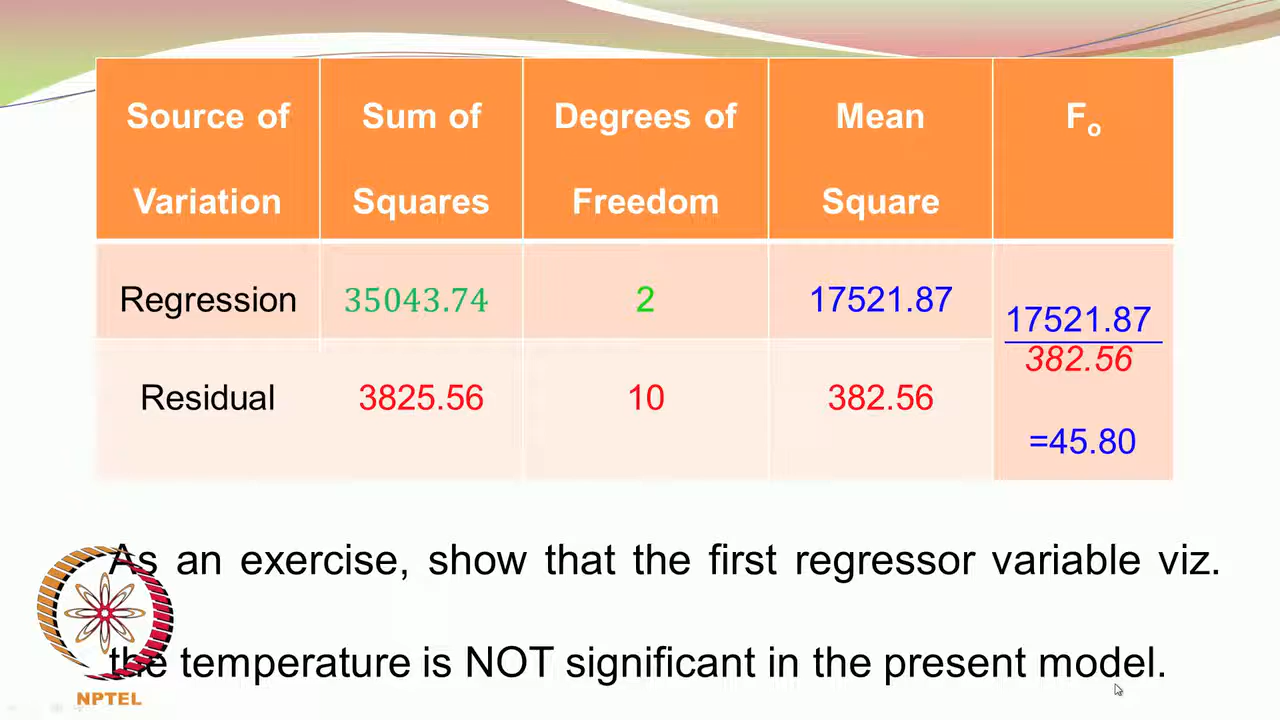 Source of Variation Sum of Squares Degrees of Freedom Mean Square Fo
Regression 35043.74 2 17521.87 17521.87
382.56
Residual 3825.56 10 382.56
=45.80
As an exercise, show that the first regressor variable viz.
the temperature is NOT significant in the present model.
NPTEL